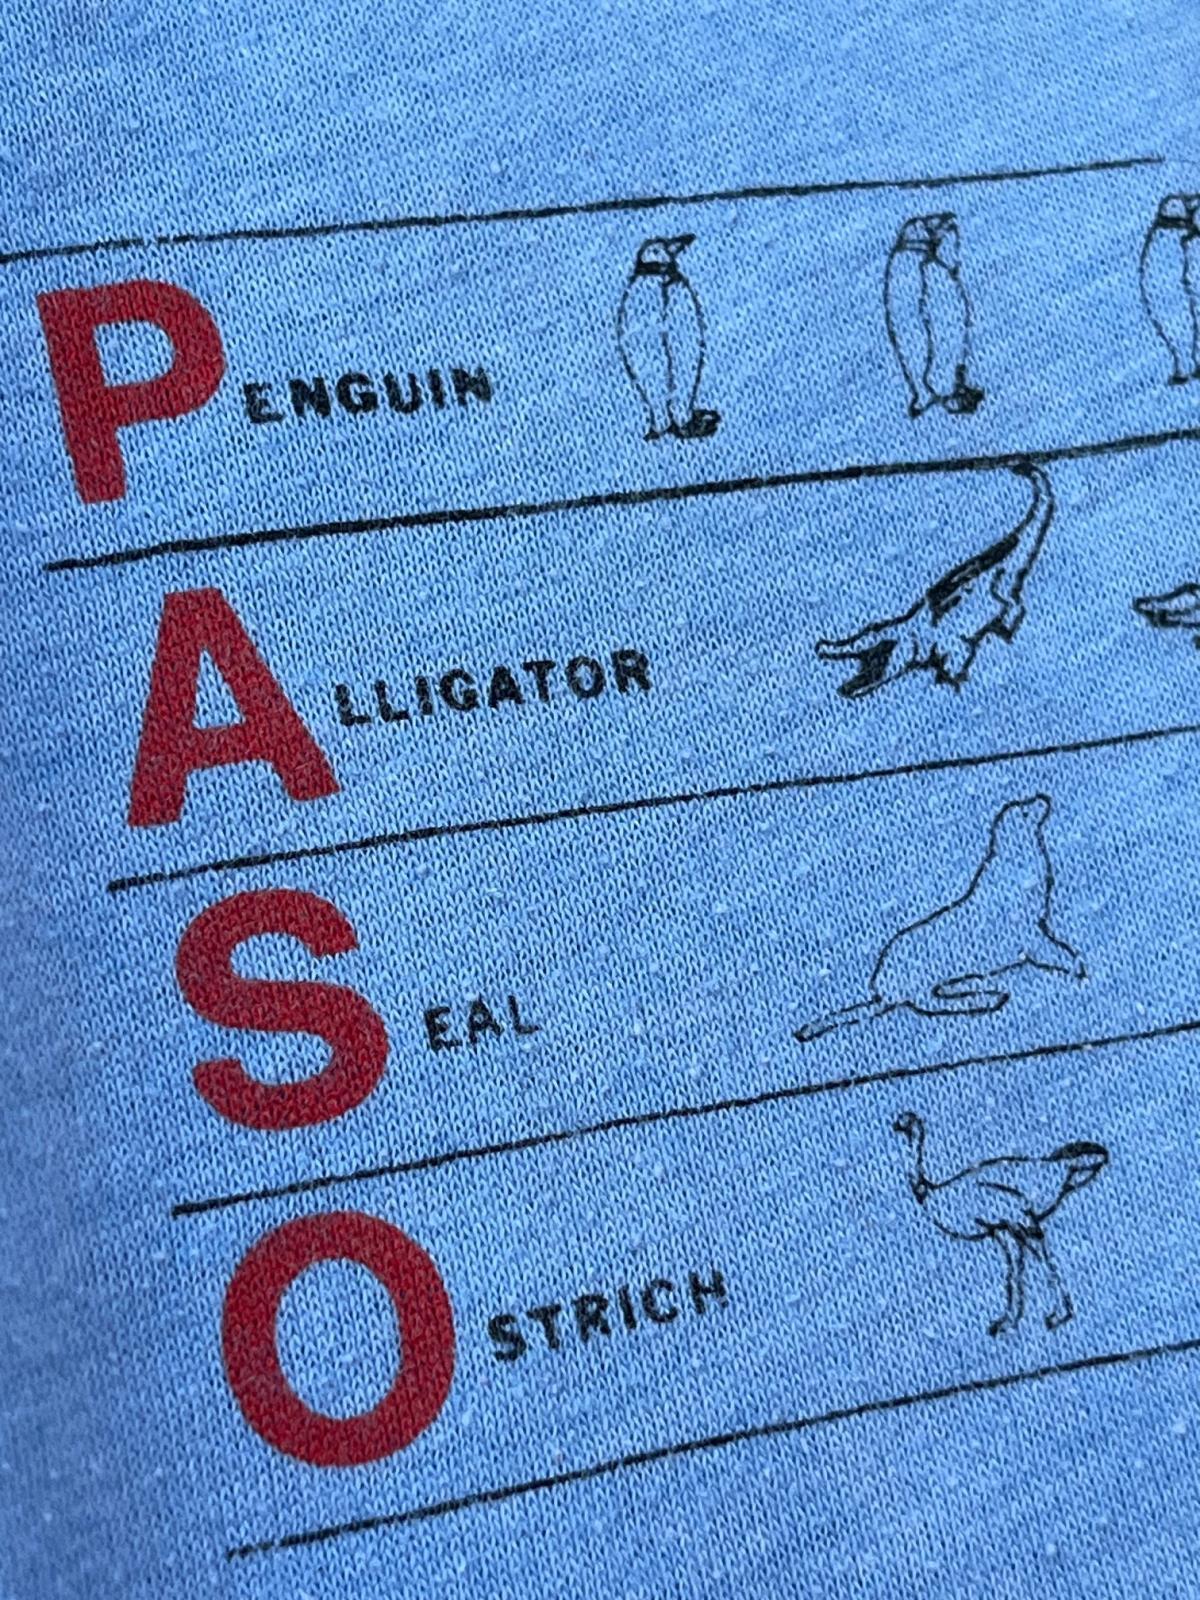 PENGUIN
ALLIGATOR
SEAL
OSTRICH